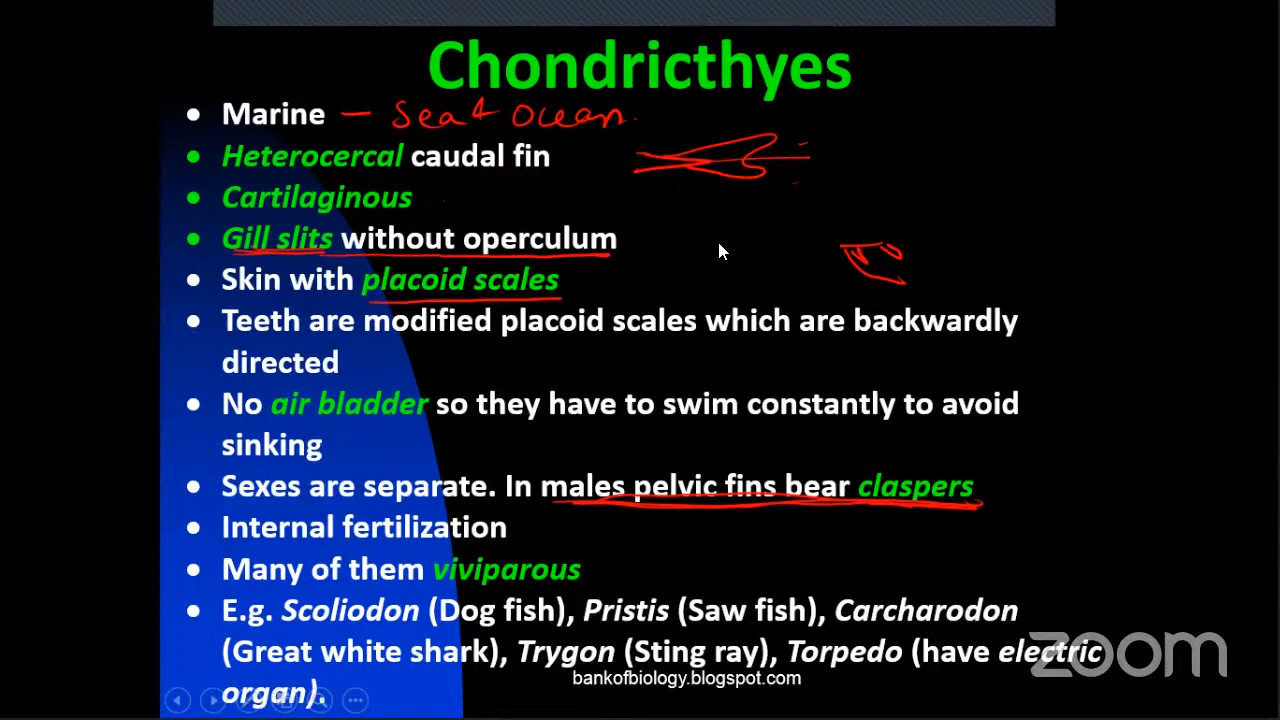 Chondricthyes
• Marine – Sea & Ocean.
• Heterocercal caudal fin
• Cartilaginous
• Gill slits without operculum
• Skin with placoid scales
• Teeth are modified placoid scales which are backwardly
directed
• No air bladder so they have to swim constantly to avoid
sinking
• Sexes are separate. In males pelvic fins bear claspers
• Internal fertilization
• Many of them viviparous
• E.g. Scoliodon (Dog fish), Pristis (Saw fish), Carcharodon
(Great white shark), Trygon (Sting ray), Torpedo (have electric
organ).
bankofbiology.blogspot.com
zoom